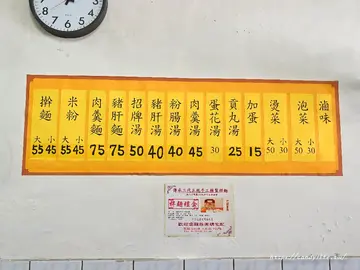 擀麵 大 小 55 45
米粉 大 小 55 45
肉羹麵 75
豬肝麵 75
招牌湯 50
豬肝湯 40
粉腸湯 40
肉羹湯 45
蛋花湯 30
貢丸湯 25
加蛋 15
燙菜 大 小 50 30
泡菜 大 小 50 30
滷味